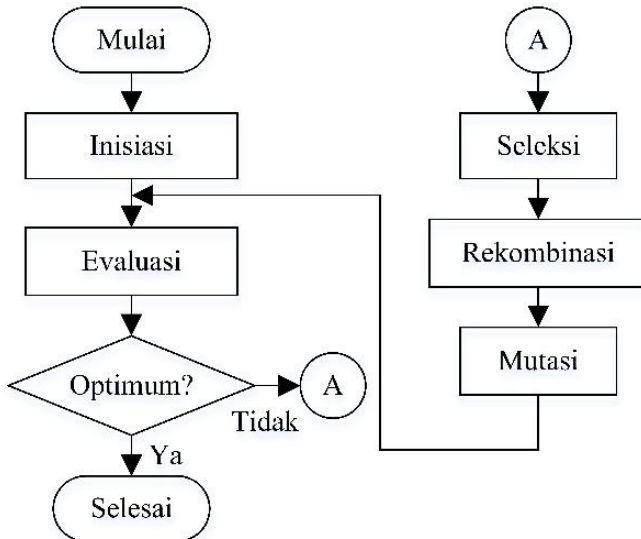 Mulai
Inisiasi
Evaluasi
Optimum?
Tidak
A
Ya
Selesai
A
Seleksi
Rekombinasi
Mutasi